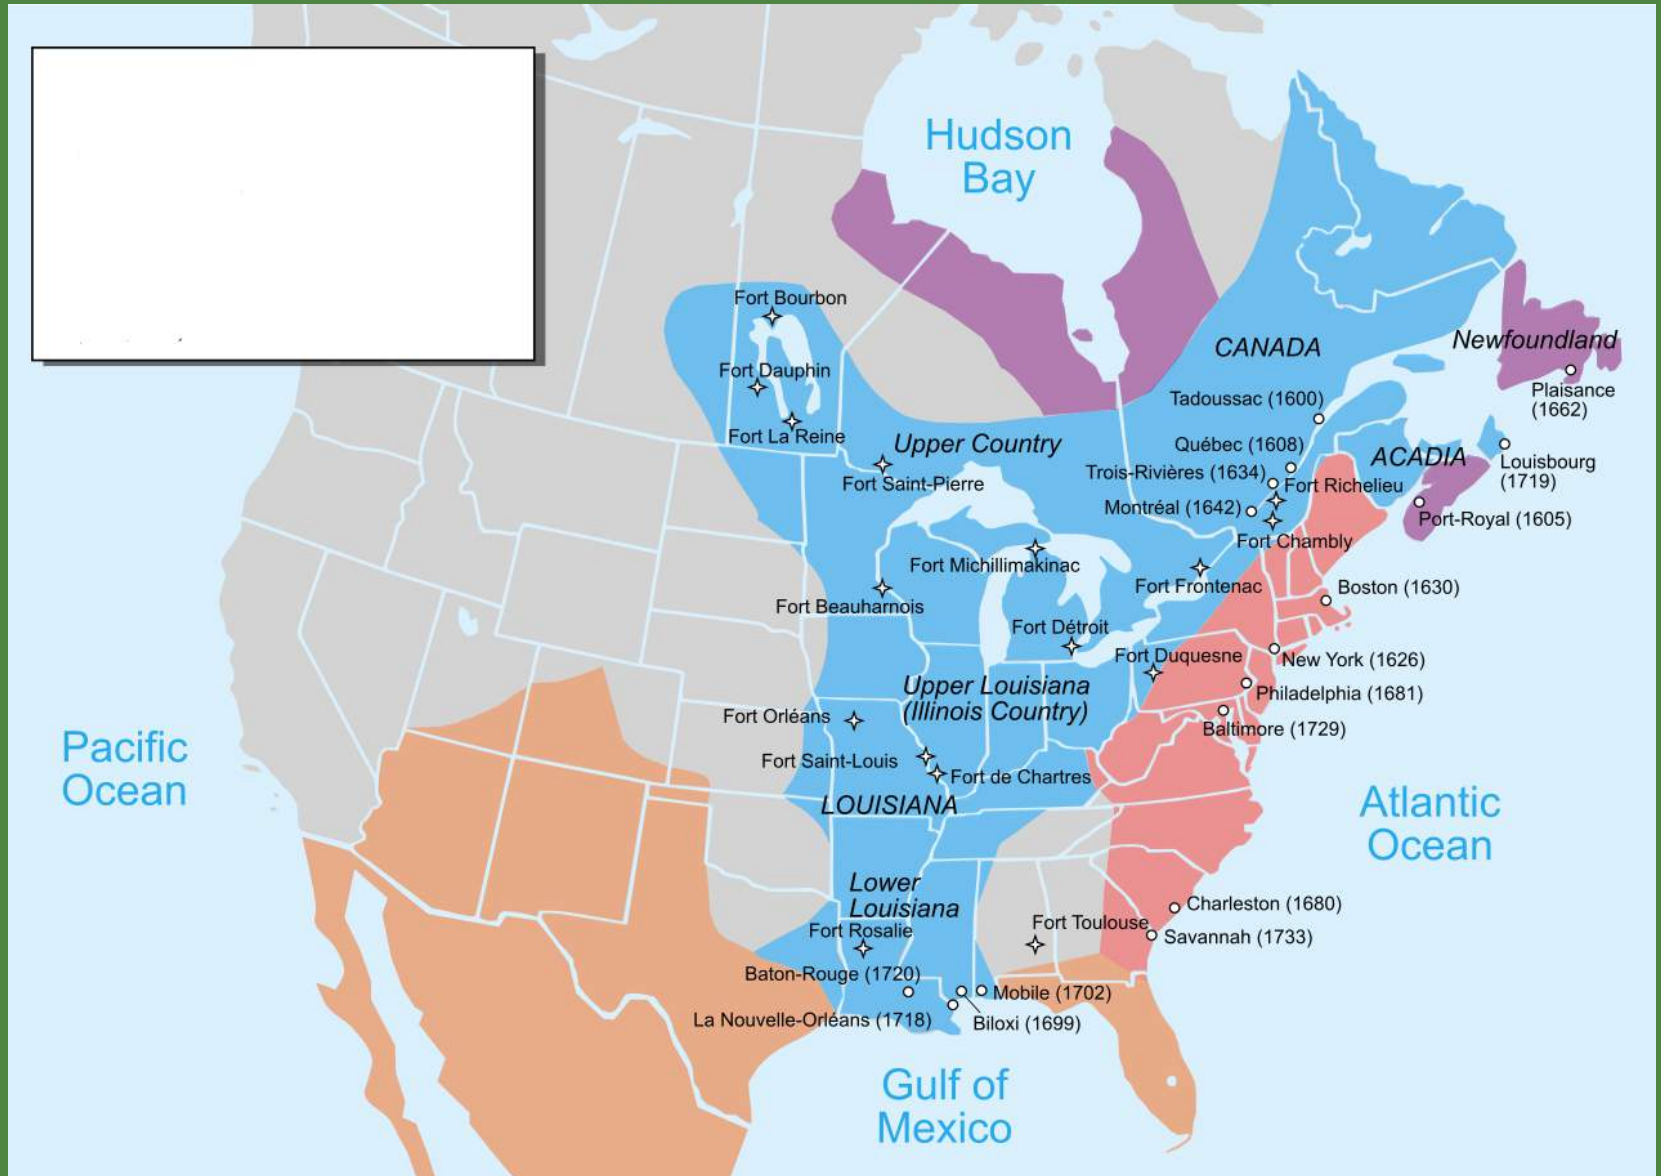 Hudson
Bay
Fort Bourbon
CANADA
Newfoundland
Fort Dauphin
Plaisance
(1662)
Tadoussac (1600)
Fort La Reine
Upper Country
Québec (1608)
ACADIA
Louisbourg
(1719)
Trois-Rivières (1634)
Fort Saint-Pierre
Fort Richelieu
Montréal (1642)
Port-Royal (1605)
Fort Chambly
Fort Michillimakinac
Fort Frontenac
Boston (1630)
Fort Beauharnois
Fort Détroit
Fort Duquesne
New York (1626)
Upper Louisiana
(Illinois Country)
Philadelphia (1681)
Fort Orléans
Baltimore (1729)
Pacific
Ocean
Fort Saint-Louis
Fort de Chartres
LOUISIANA
Atlantic
Ocean
Lower
Louisiana
Charleston (1680)
Fort Toulouse
Fort Rosalie
Savannah (1733)
Baton-Rouge (1720)
Mobile (1702)
La Nouvelle-Orléans (1718)
Biloxi (1699)
Gulf of
Mexico